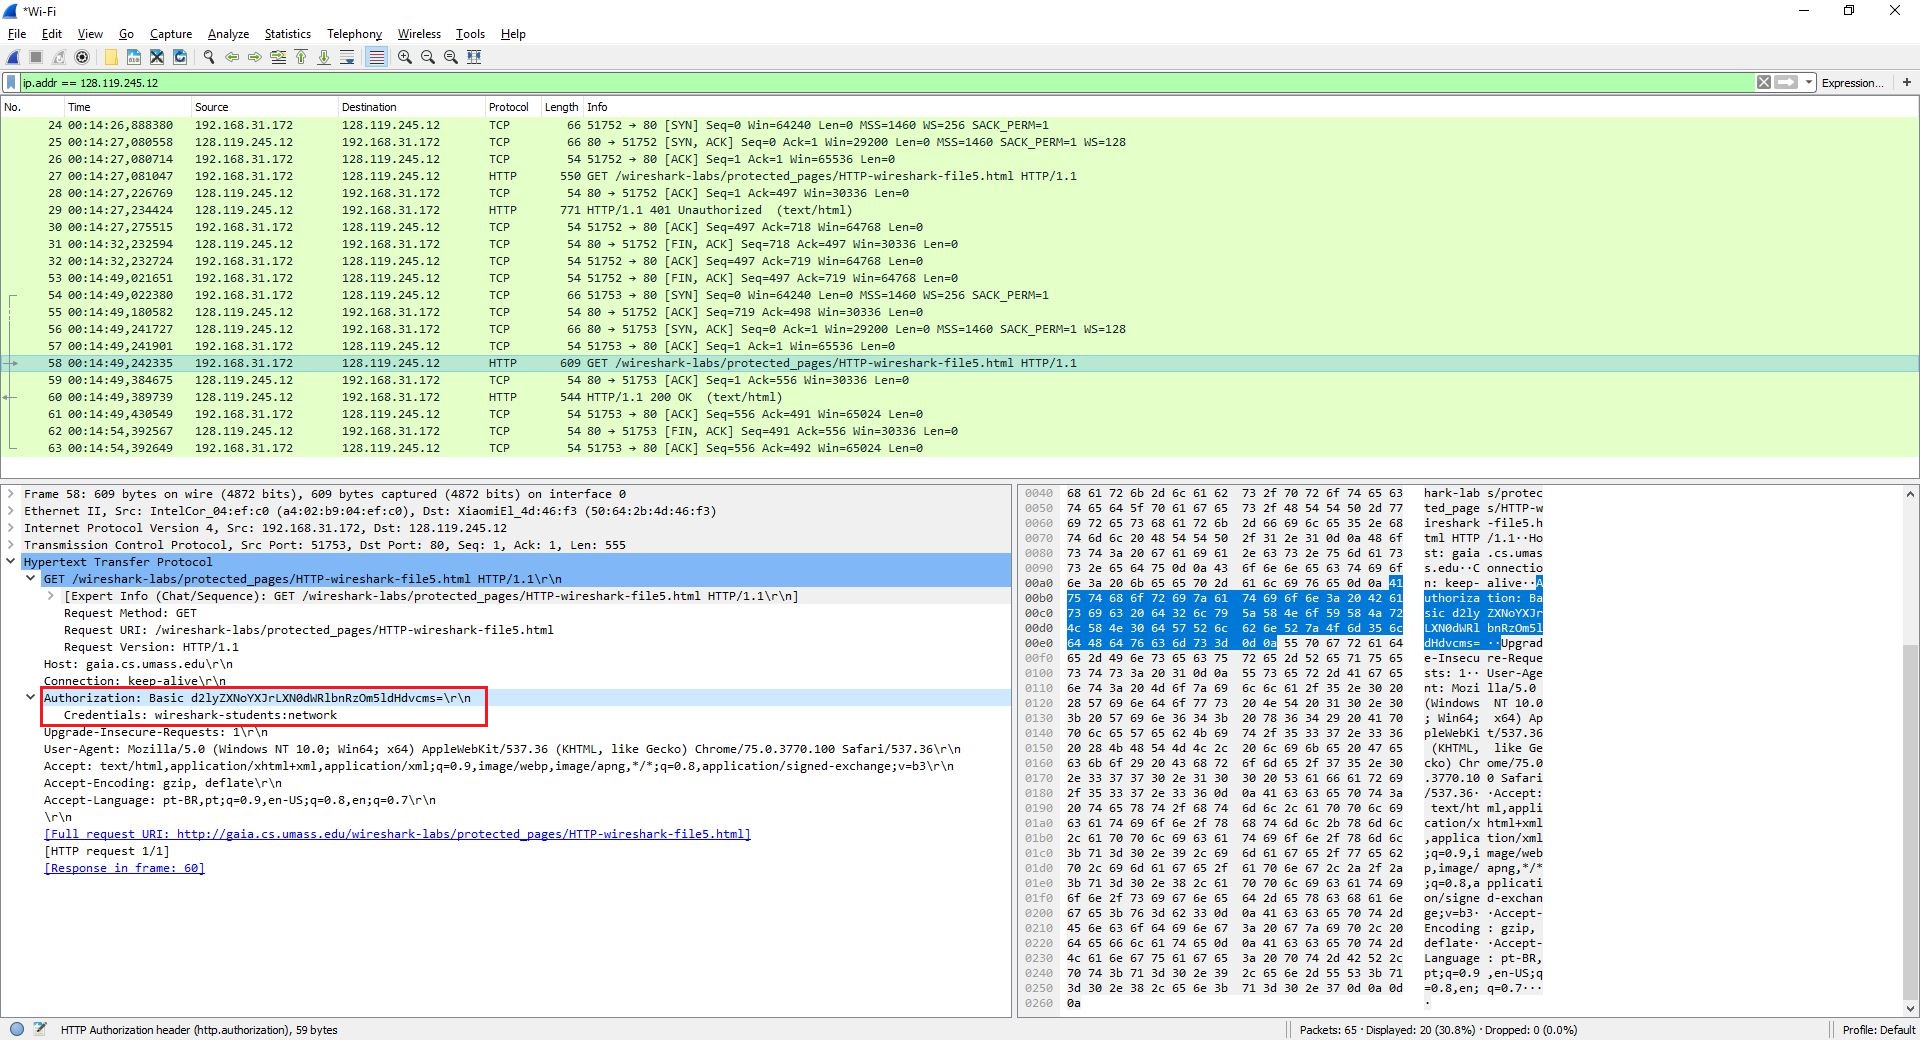 *Wi-Fi
File Edit View Go Capture Analyze Statistics Telephony Wireless Tools Help
ip.addr == 128.119.245.12 Expression... +
No. Time Source Destination Protocol Length Info
24 00:14:26,888380 192.168.31.172 128.119.245.12 TCP 66 51752 → 80 [SYN] Seq=0 Win=64240 Len=0 MSS=1460 WS=256 SACK_PERM=1
25 00:14:27,080558 128.119.245.12 192.168.31.172 TCP 66 80 → 51752 [SYN, ACK] Seq=0 Ack=1 Win=29200 Len=0 MSS=1460 SACK_PERM=1 WS=128
26 00:14:27,080714 192.168.31.172 128.119.245.12 TCP 54 51752 → 80 [ACK] Seq=1 Ack=1 Win=65536 Len=0
27 00:14:27,081047 192.168.31.172 128.119.245.12 HTTP 550 GET /wireshark-labs/protected_pages/HTTP-wireshark-file5.html HTTP/1.1
28 00:14:27,226769 128.119.245.12 192.168.31.172 TCP 54 80 → 51752 [ACK] Seq=1 Ack=497 Win=30336 Len=0
29 00:14:27,234424 128.119.245.12 192.168.31.172 HTTP 771 HTTP/1.1 401 Unauthorized (text/html)
30 00:14:27,275515 192.168.31.172 128.119.245.12 TCP 54 51752 → 80 [ACK] Seq=497 Ack=718 Win=64768 Len=0
31 00:14:32,232594 128.119.245.12 192.168.31.172 TCP 54 80 → 51752 [FIN, ACK] Seq=718 Ack=497 Win=30336 Len=0
32 00:14:32,232724 192.168.31.172 128.119.245.12 TCP 54 51752 → 80 [ACK] Seq=497 Ack=719 Win=64768 Len=0
53 00:14:49,021651 192.168.31.172 128.119.245.12 TCP 54 51752 → 80 [FIN, ACK] Seq=497 Ack=719 Win=64768 Len=0
54 00:14:49,022380 192.168.31.172 128.119.245.12 TCP 66 51753 → 80 [SYN] Seq=0 Win=64240 Len=0 MSS=1460 WS=256 SACK_PERM=1
55 00:14:49,180582 128.119.245.12 192.168.31.172 TCP 54 80 → 51752 [ACK] Seq=719 Ack=498 Win=30336 Len=0
56 00:14:49,241727 128.119.245.12 192.168.31.172 TCP 66 80 → 51753 [SYN, ACK] Seq=0 Ack=1 Win=29200 Len=0 MSS=1460 SACK_PERM=1 WS=128
57 00:14:49,241901 192.168.31.172 128.119.245.12 TCP 54 51753 → 80 [ACK] Seq=1 Ack=1 Win=65536 Len=0
58 00:14:49,242335 192.168.31.172 128.119.245.12 HTTP 609 GET /wireshark-labs/protected_pages/HTTP-wireshark-file5.html HTTP/1.1
59 00:14:49,384675 128.119.245.12 192.168.31.172 TCP 54 80 → 51753 [ACK] Seq=1 Ack=556 Win=30336 Len=0
60 00:14:49,389739 128.119.245.12 192.168.31.172 HTTP 544 HTTP/1.1 200 OK (text/html)
61 00:14:49,430549 192.168.31.172 128.119.245.12 TCP 54 51753 → 80 [ACK] Seq=556 Ack=491 Win=65024 Len=0
62 00:14:54,392567 128.119.245.12 192.168.31.172 TCP 54 80 → 51753 [FIN, ACK] Seq=491 Ack=556 Win=30336 Len=0
63 00:14:54,392649 192.168.31.172 128.119.245.12 TCP 54 51753 → 80 [ACK] Seq=556 Ack=492 Win=65024 Len=0
Frame 58: 609 bytes on wire (4872 bits), 609 bytes captured (4872 bits) on interface 0
Ethernet II, Src: IntelCor_04:ef:c0 (a4:02:b9:04:ef:c0), Dst: XiaomiEl_4d:46:f3 (50:64:2b:4d:46:f3)
Internet Protocol Version 4, Src: 192.168.31.172, Dst: 128.119.245.12
Transmission Control Protocol, Src Port: 51753, Dst Port: 80, Seq: 1, Ack: 1, Len: 555
Hypertext Transfer Protocol
GET /wireshark-labs/protected_pages/HTTP-wireshark-file5.html HTTP/1.1\r\n
[Expert Info (Chat/Sequence): GET /wireshark-labs/protected_pages/HTTP-wireshark-file5.html HTTP/1.1\r\n]
Request Method: GET
Request URI: /wireshark-labs/protected_pages/HTTP-wireshark-file5.html
Request Version: HTTP/1.1
Host: gaia.cs.umass.edu\r\n
Connection: keep-alive\r\n
Authorization: Basic d2lyZXNoYXJrLXN0dWRlbnRzOm5ldHdvcms=\r\n
Credentials: wireshark-students:network
Upgrade-Insecure-Requests: 1\r\n
User-Agent: Mozilla/5.0 (Windows NT 10.0; Win64; x64) AppleWebKit/537.36 (KHTML, like Gecko) Chrome/75.0.3770.100 Safari/537.36\r\n
Accept: text/html,application/xhtml+xml,application/xml;q=0.9,image/webp,image/apng,*/*;q=0.8,application/signed-exchange;v=b3\r\n
Accept-Encoding: gzip, deflate\r\n
Accept-Language: pt-BR,pt;q=0.9,en-US;q=0.8,en;q=0.7\r\n
\r\n
[Full request URI: http://gaia.cs.umass.edu/wireshark-labs/protected_pages/HTTP-wireshark-file5.html]
[HTTP request 1/1]
[Response in frame: 60]
0040 68 61 72 6b 2d 6c 61 62 73 2f 70 72 6f 74 65 63 hark-lab s/protec
0050 74 65 64 5f 70 61 67 65 73 2f 48 54 54 50 2d 77 ted_page s/HTTP-w
0060 69 72 65 73 68 61 72 6b 2d 66 69 6c 65 35 2e 68 ireshark -file5.h
0070 74 6d 6c 20 48 54 54 50 2f 31 2e 31 0d 0a 48 6f tml HTTP /1.1··Ho
0080 73 74 3a 20 67 61 69 61 2e 63 73 2e 75 6d 61 73 st: gaia .cs.umas
0090 73 2e 65 64 75 0d 0a 43 6f 6e 6e 65 63 74 69 6f s.edu··C onnectio
00a0 6e 3a 20 6b 65 65 70 2d 61 6c 69 76 65 0d 0a 41 n: keep- alive··A
00b0 75 74 68 6f 72 69 7a 61 74 69 6f 6e 3a 20 42 61 uthoriza tion: Ba
00c0 73 69 63 20 64 32 6c 79 5a 58 4e 6f 59 58 4a 72 sic d2ly ZXNoYXJr
00d0 4c 58 4e 30 64 57 52 6c 62 6e 52 7a 4f 6d 35 6c LXN0dWRl bnRzOm5l
00e0 64 48 64 76 63 6d 73 3d 0d 0a 55 70 67 72 61 64 dHdvcms= ··Upgrad
00f0 65 2d 49 6e 73 65 63 75 72 65 2d 52 65 71 75 65 e-Insecu re-Reque
0100 73 74 73 3a 20 31 0d 0a 55 73 65 72 2d 41 67 65 sts: 1·· User-Age
0110 6e 74 3a 20 4d 6f 7a 69 6c 6c 61 2f 35 2e 30 20 nt: Mozi lla/5.0
0120 28 57 69 6e 64 6f 77 73 20 4e 54 20 31 30 2e 30 (Windows NT 10.0
0130 3b 20 57 69 6e 36 34 3b 20 78 36 34 29 20 41 70 ; Win64; x64) Ap
0140 70 6c 65 57 65 62 4b 69 74 2f 35 33 37 2e 33 36 pleWebKi t/537.36
0150 20 28 4b 48 54 4d 4c 2c 20 6c 69 6b 65 20 47 65 (KHTML, like Ge
0160 63 6b 6f 29 20 43 68 72 6f 6d 65 2f 37 35 2e 30 cko) Chr ome/75.0
0170 2e 33 37 37 30 2e 31 30 30 20 53 61 66 61 72 69 .3770.10 0 Safari
0180 2f 35 33 37 2e 33 36 0d 0a 41 63 63 65 70 74 3a /537.36· ·Accept:
0190 20 74 65 78 74 2f 68 74 6d 6c 2c 61 70 70 6c 69 text/ht ml,appli
01a0 63 61 74 69 6f 6e 2f 78 68 74 6d 6c 2b 78 6d 6c cation/x html+xml
01b0 2c 61 70 70 6c 69 63 61 74 69 6f 6e 2f 78 6d 6c ,applica tion/xml
01c0 3b 71 3d 30 2e 39 2c 69 6d 61 67 65 2f 77 65 62 ;q=0.9,i mage/web
01d0 70 2c 69 6d 61 67 65 2f 61 70 6e 67 2c 2a 2f 2a p,image/ apng,*/*
01e0 3b 71 3d 30 2e 38 2c 61 70 70 6c 69 63 61 74 69 ;q=0.8,a pplicati
01f0 6f 6e 2f 73 69 67 6e 65 64 2d 65 78 63 68 61 6e on/signe d-exchan
0200 67 65 3b 76 3d 62 33 0d 0a 41 63 63 65 70 74 2d ge;v=b3· ·Accept-
0210 45 6e 63 6f 64 69 6e 67 3a 20 67 7a 69 70 2c 20 Encoding : gzip,
0220 64 65 66 6c 61 74 65 0d 0a 41 63 63 65 70 74 2d deflate· ·Accept-
0230 4c 61 6e 67 75 61 67 65 3a 20 70 74 2d 42 52 2c Language : pt-BR,
0240 70 74 3b 71 3d 30 2e 39 2c 65 6e 2d 55 53 3b 71 pt;q=0.9 ,en-US;q
0250 3d 30 2e 38 2c 65 6e 3b 71 3d 30 2e 37 0d 0a 0d =0.8,en; q=0.7···
0260 0a ·
HTTP Authorization header (http.authorization), 59 bytes Packets: 65 · Displayed: 20 (30.8%) · Dropped: 0 (0.0%) Profile: Default